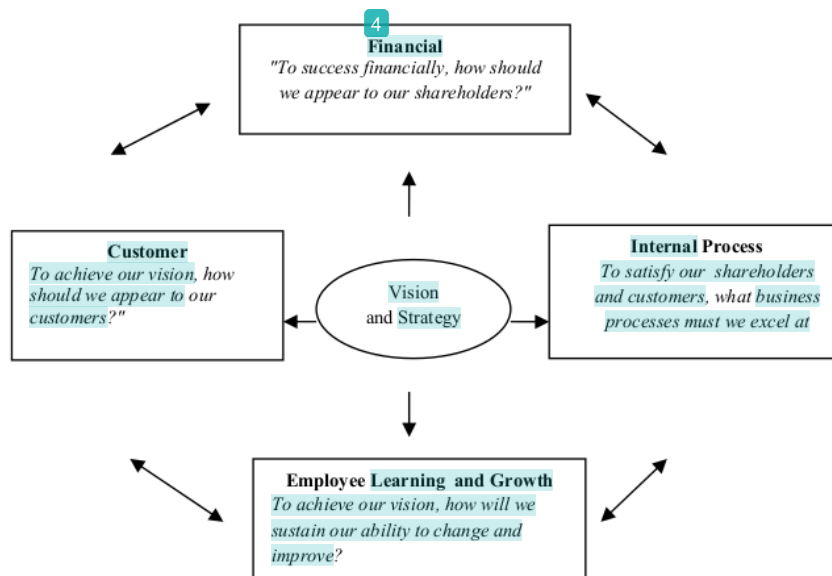 4
Financial
"To success financially, how should
we appear to our shareholders?"
Customer
To achieve our vision, how
should we appear to our
customers?"
Vision
and Strategy
Internal Process
To satisfy our shareholders
and customers, what business
processes must we excel at
Employee Learning and Growth
To achieve our vision, how will we
sustain our ability to change and
improve?